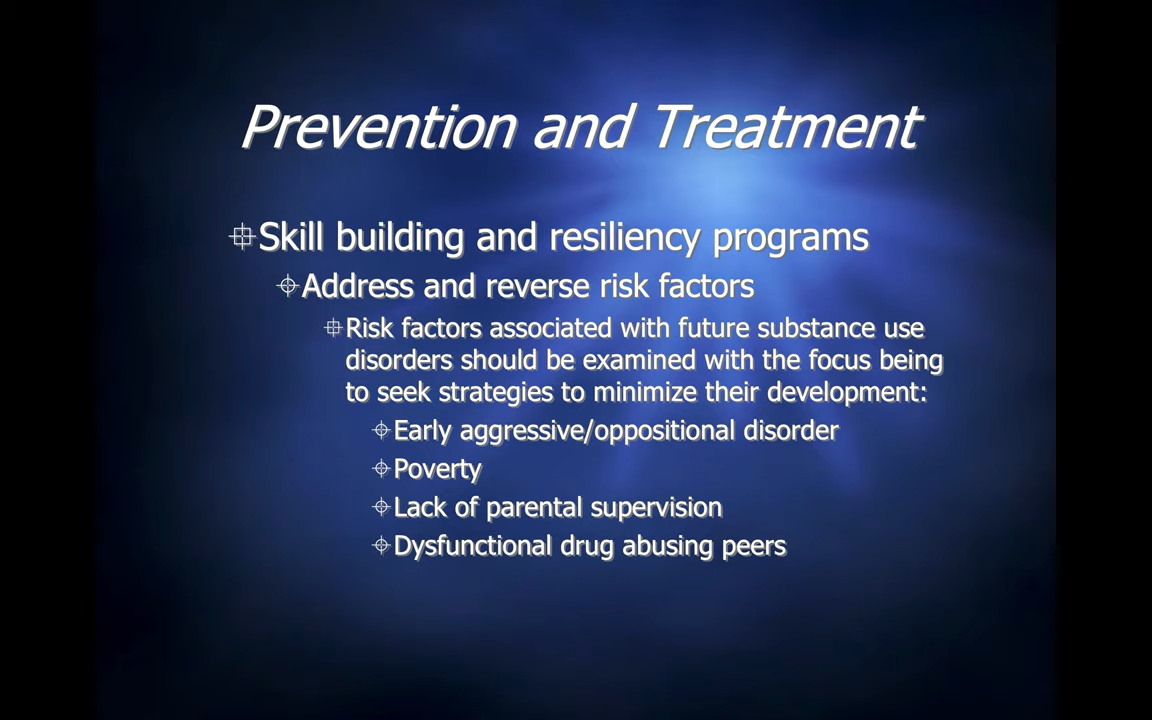 Prevention and Treatment
Skill building and resiliency programs
Address and reverse risk factors
Risk factors associated with future substance use
disorders should be examined with the focus being
to seek strategies to minimize their development:
Early aggressive/oppositional disorder
Poverty
Lack of parental supervision
Dysfunctional drug abusing peers